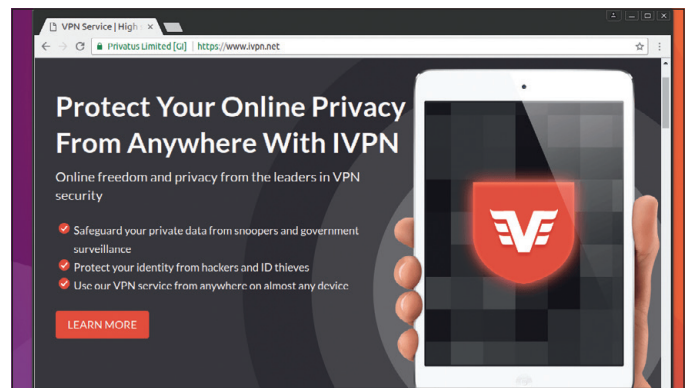 VPN Service | High
Privatus Limited [GI] https://www.ivpn.net
Protect Your Online Privacy
From Anywhere With IVPN
Online freedom and privacy from the leaders in VPN
security
Safeguard your private data from snoopers and government
surveillance
Protect your identity from hackers and ID thieves
Use our VPN service from anywhere on almost any device
LEARN MORE